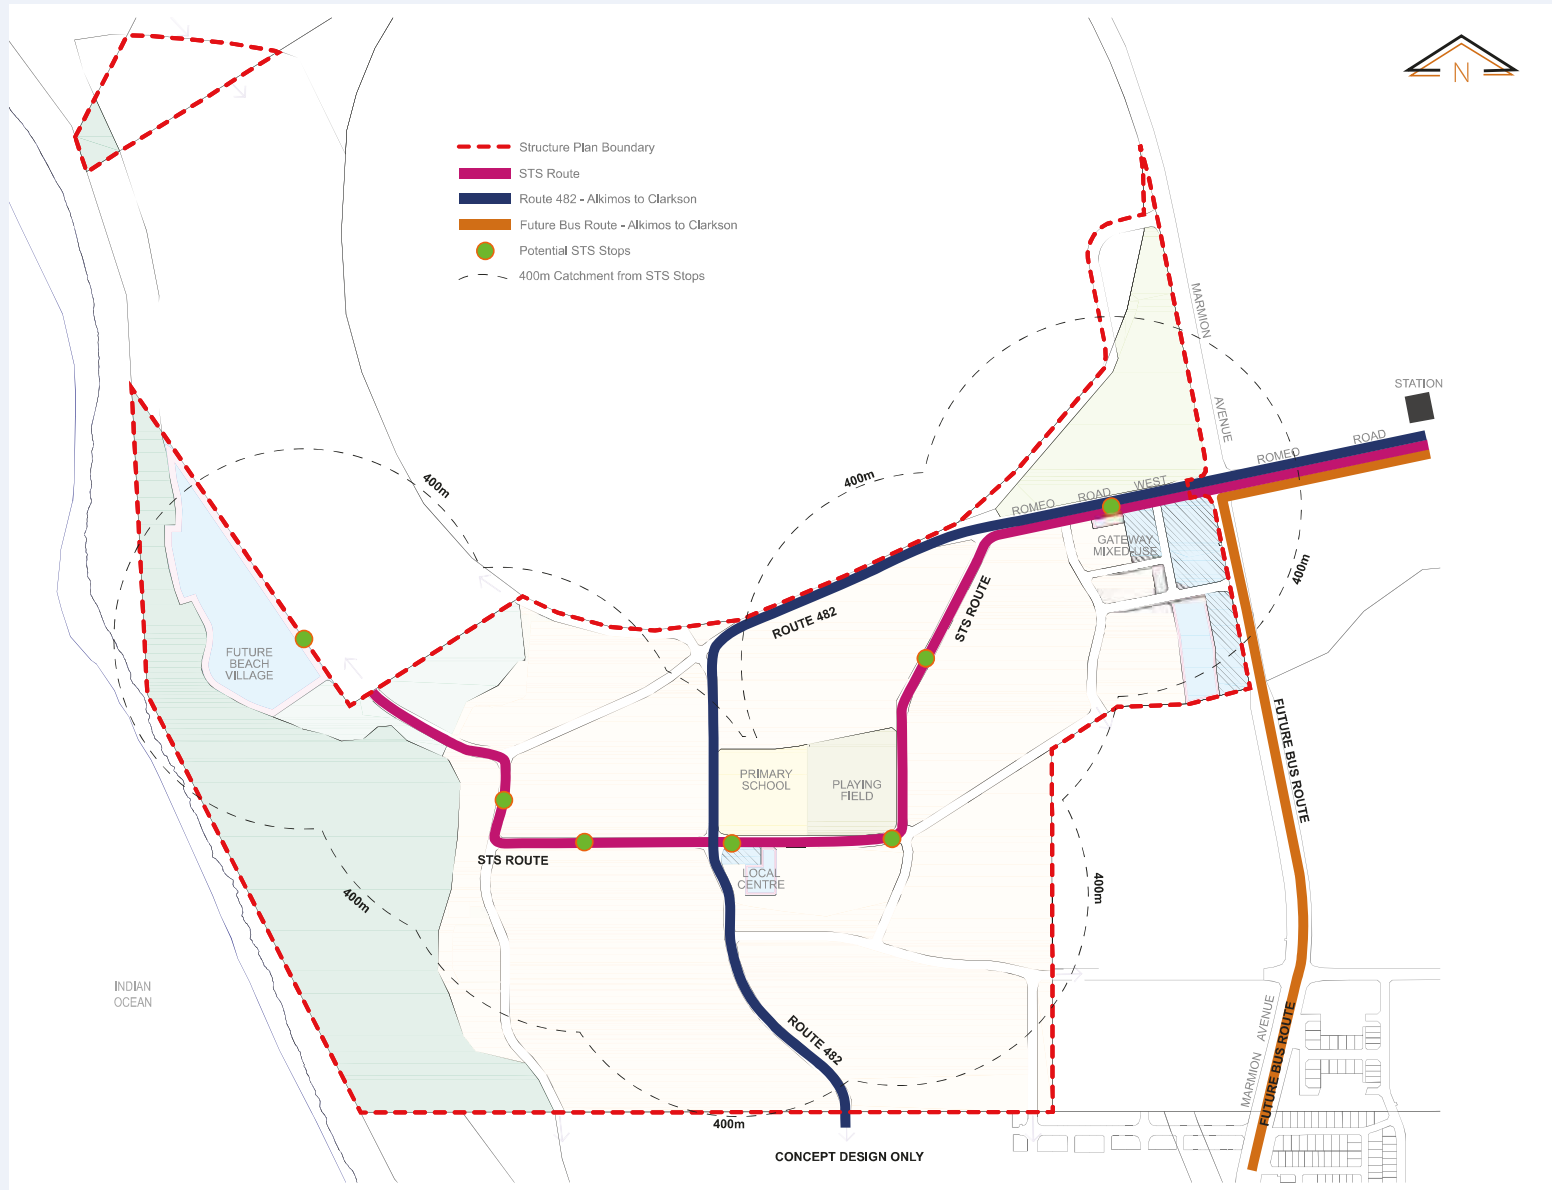 N
Structure Plan Boundary
STS Route
Route 482 - Alkimos to Clarkson
Future Bus Route - Alkimos to Clarkson
Potential STS Stops
400m Catchment from STS Stops
MARMION
AVENUE
STATION
ROMEO
ROAD
ROMEO
ROAD
WEST
400m
400m
400m
GATEWAY
MIXED-USE
STS ROUTE
ROUTE 482
FUTURE
BEACH
VILLAGE
FUTURE BUS ROUTE
PRIMARY
SCHOOL
PLAYING
FIELD
STS ROUTE
LOCAL
CENTRE
400m
400m
INDIAN
OCEAN
ROUTE 482
MARMION
AVENUE
FUTURE BUS ROUTE
400m
CONCEPT DESIGN ONLY